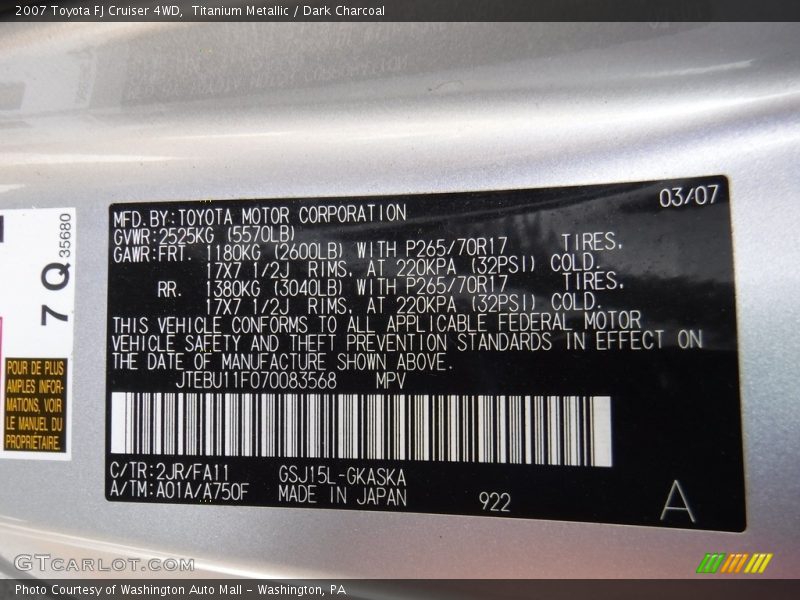 2007 Toyota FJ Cruiser 4WD,  Titanium Metallic / Dark Charcoal
03/07
MFD.BY:TOYOTA MOTOR CORPORATION
GVWR:2525KG (5570LB)
GAWR:FRT. 1180KG (2600LB) WITH P265/70R17 TIRES,
17X7 1/2J RIMS, AT 220KPA (32PSI) COLD.
RR. 1380KG (3040LB) WITH P265/70R17 TIRES,
17X7 1/2J RIMS, AT 220KPA (32PSI) COLD.
THIS VEHICLE CONFORMS TO ALL APPLICABLE FEDERAL MOTOR
VEHICLE SAFETY AND THEFT PREVENTION STANDARDS IN EFFECT ON
THE DATE OF MANUFACTURE SHOWN ABOVE.
JTEBU11F070083568 MPV
C/TR:2JR/FA11 GSJ15L-GKASKA
A/TM:A01A/A750F MADE IN JAPAN 922
A
7 Q 35680
POUR DE PLUS
AMPLES INFOR-
MATIONS, VOIR
LE MANUEL DU
PROPRIÉTAIRE.
GTCARLOT.COM
Photo Courtesy of Washington Auto Mall – Washington, PA